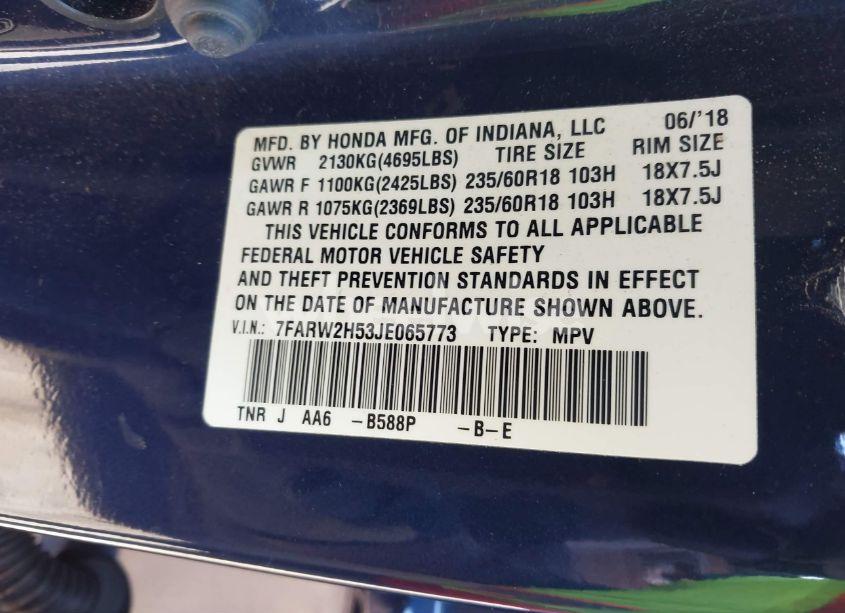 MFD. BY HONDA MFG. OF INDIANA, LLC 06/'18
GVWR 2130KG(4695LBS) TIRE SIZE RIM SIZE
GAWR F 1100KG(2425LBS) 235/60R18 103H 18X7.5J
GAWR R 1075KG(2369LBS) 235/60R18 103H 18X7.5J
THIS VEHICLE CONFORMS TO ALL APPLICABLE
FEDERAL MOTOR VEHICLE SAFETY
AND THEFT PREVENTION STANDARDS IN EFFECT
ON THE DATE OF MANUFACTURE SHOWN ABOVE.
V.I.N.: 7FARW2H53JE065773 TYPE: MPV
TNR J AA6 -B588P -B-E